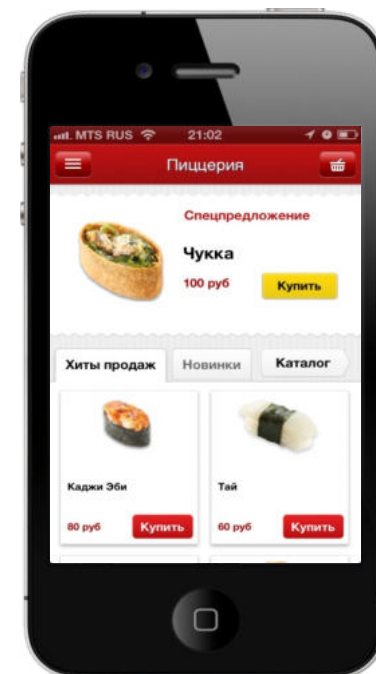 MTS RUS 21:02
Пиццерия
Спецпредложение
Чукка
100 руб Купить
Хиты продаж Новинки Каталог
Каджи Эби Тай
80 руб Купить 60 руб Купить